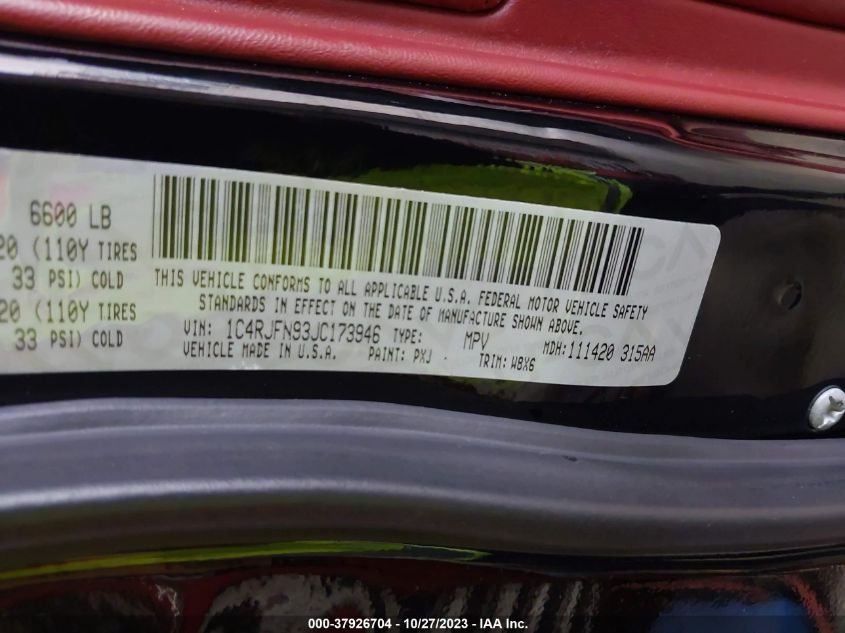 6600 LB
20 (110Y TIRES
33 PSI) COLD
20 (110Y TIRES
33 PSI) COLD
THIS VEHICLE CONFORMS TO ALL APPLICABLE U.S.A. FEDERAL MOTOR VEHICLE SAFETY
STANDARDS IN EFFECT ON THE DATE OF MANUFACTURE SHOWN ABOVE.
VIN: 1C4RJFN93JC173946 TYPE: MPV MDH:111420 315AA
VEHICLE MADE IN U.S.A. PAINT: PXJ . TRIM: W8X6
000-37926704 - 10/27/2023 - IAA Inc.